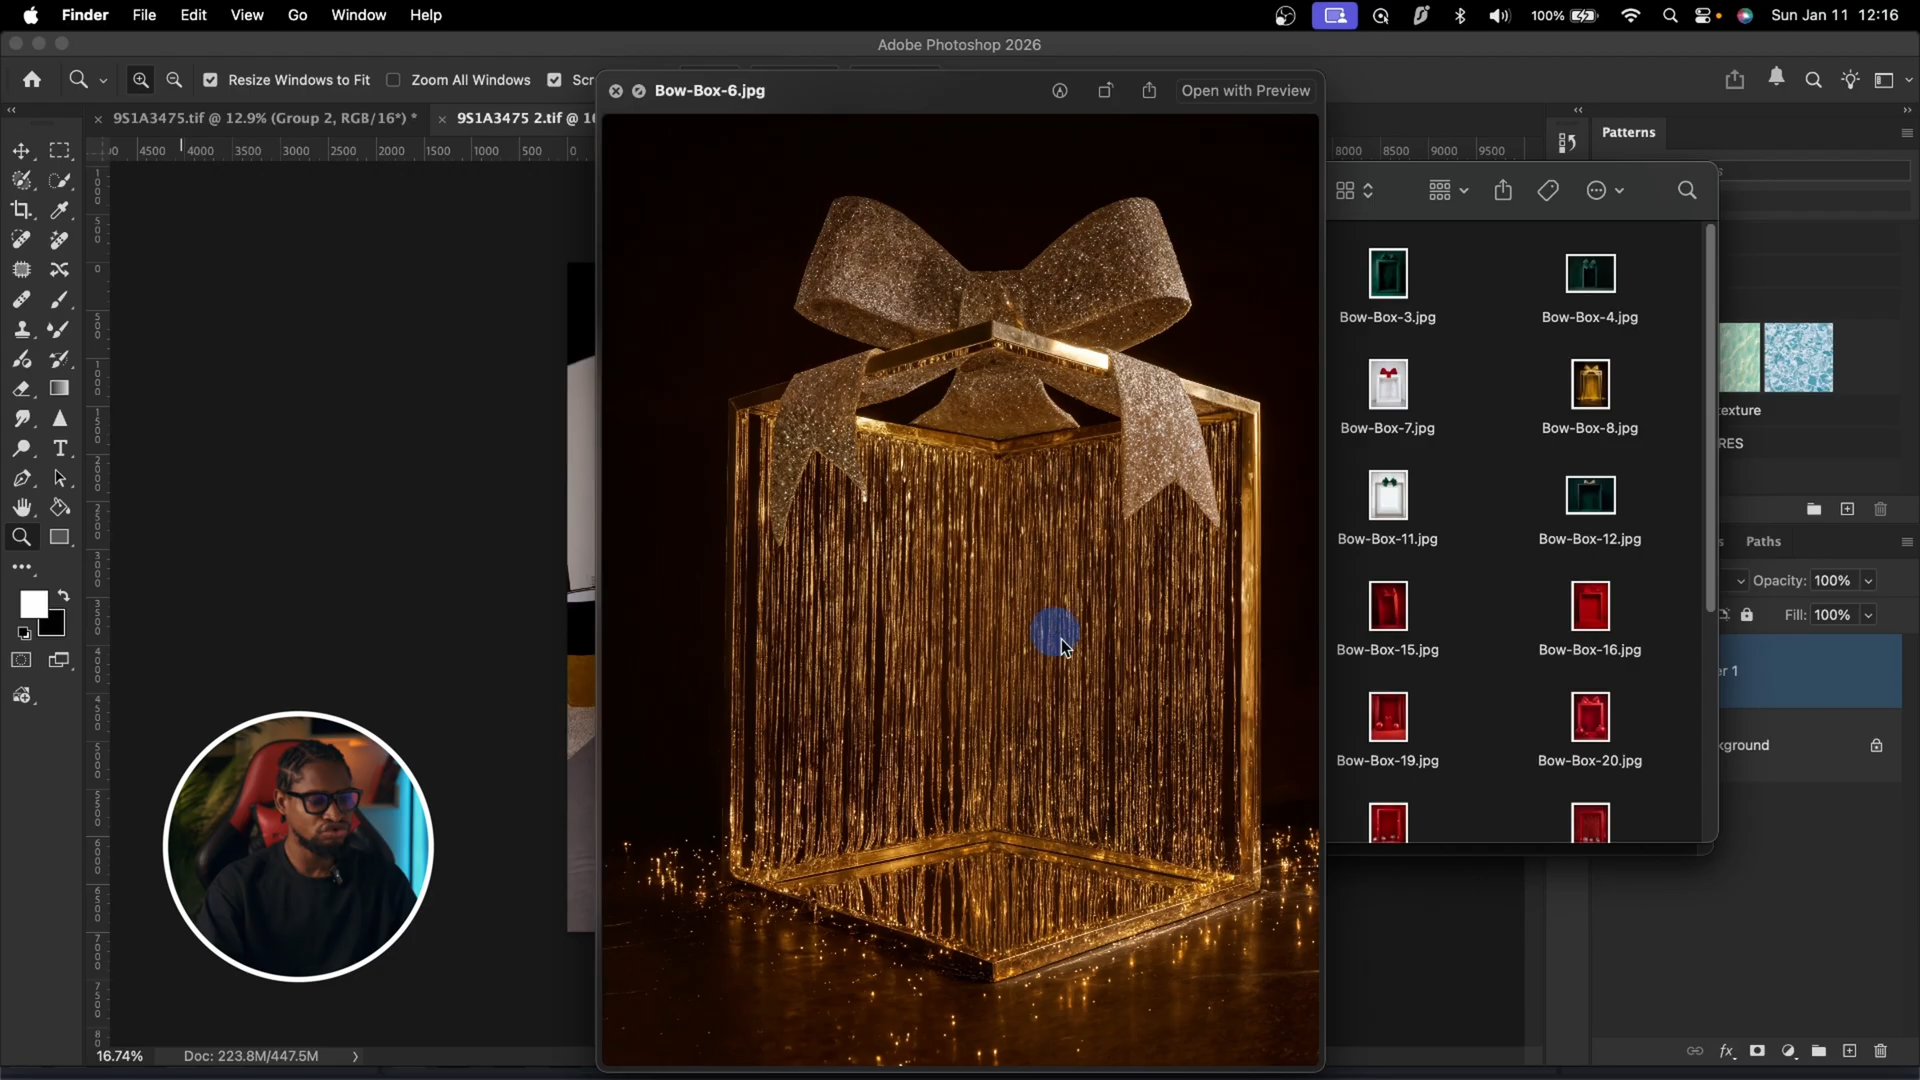 Finder File Edit View Go Window Help 100% Sun Jan 11 12:16
Adobe Photoshop 2026
Resize Windows to Fit Zoom All Windows Scr
Bow-Box-6.jpg Open with Preview
9S1A3475.tif @ 12.9% (Group 2, RGB/16*) * 9S1A3475 2.tif @ 16
Patterns
4500 4000 3500 3000 2500 2000 1500 1000 500 0 8000 8500 9000 9500
Bow-Box-3.jpg Bow-Box-4.jpg
Bow-Box-7.jpg Bow-Box-8.jpg
exture
RES
Bow-Box-11.jpg Bow-Box-12.jpg
s Paths
Opacity: 100%
Fill: 100%
Bow-Box-15.jpg Bow-Box-16.jpg
er 1
kground
Bow-Box-19.jpg Bow-Box-20.jpg
16.74% Doc: 223.8M/447.5M